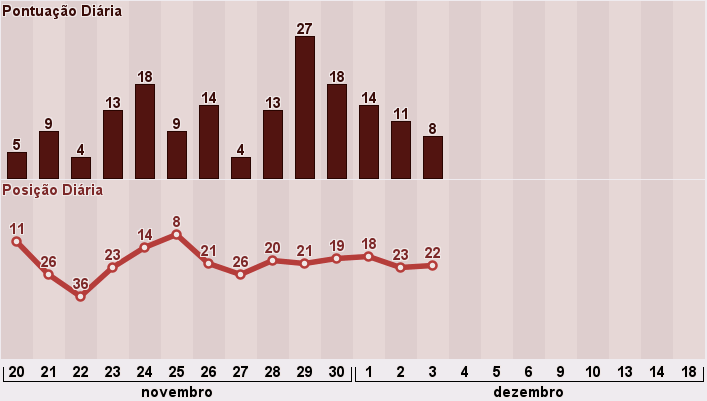 Pontuação Diária
5 9 4 13 18 9 14 4 13 27 18 14 11 8
Posição Diária
11 26 36 23 14 8 21 26 20 21 19 18 23 22
20 21 22 23 24 25 26 27 28 29 30 1 2 3 4 5 6 9 10 13 14 18
novembro dezembro